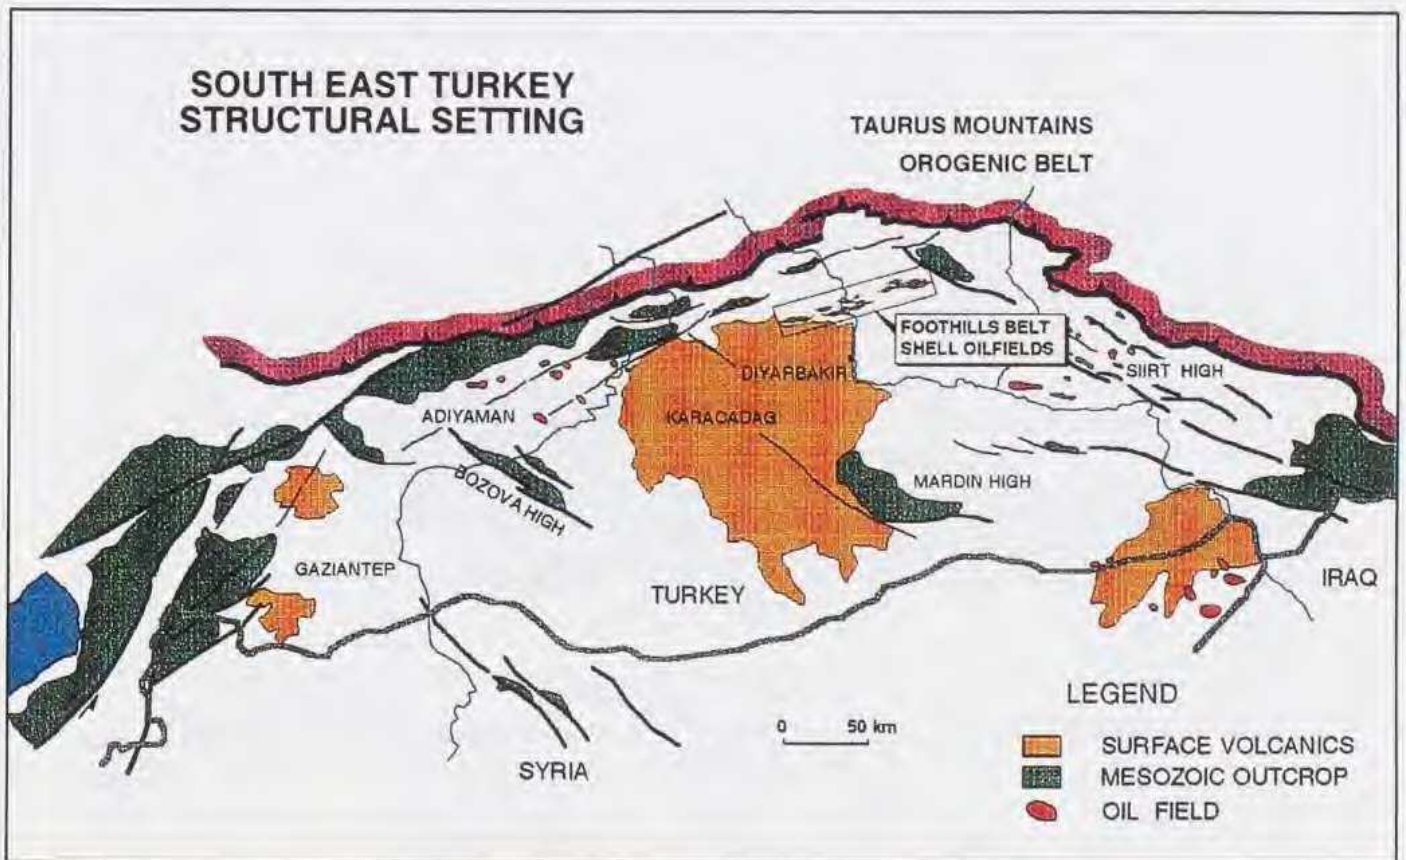 SOUTH EAST TURKEY
STRUCTURAL SETTING
TAURUS MOUNTAINS
OROGENIC BELT
FOOTHILLS BELT
SHELL OILFIELDS
DIYARBAKIR
SIIRT HIGH
ADIYAMAN
KARACADAG
BOZOVA HIGH
MARDIN HIGH
GAZIANTEP
TURKEY
IRAQ
SYRIA
0 50 km
LEGEND
SURFACE VOLCANICS
MESOZOIC OUTCROP
OIL FIELD